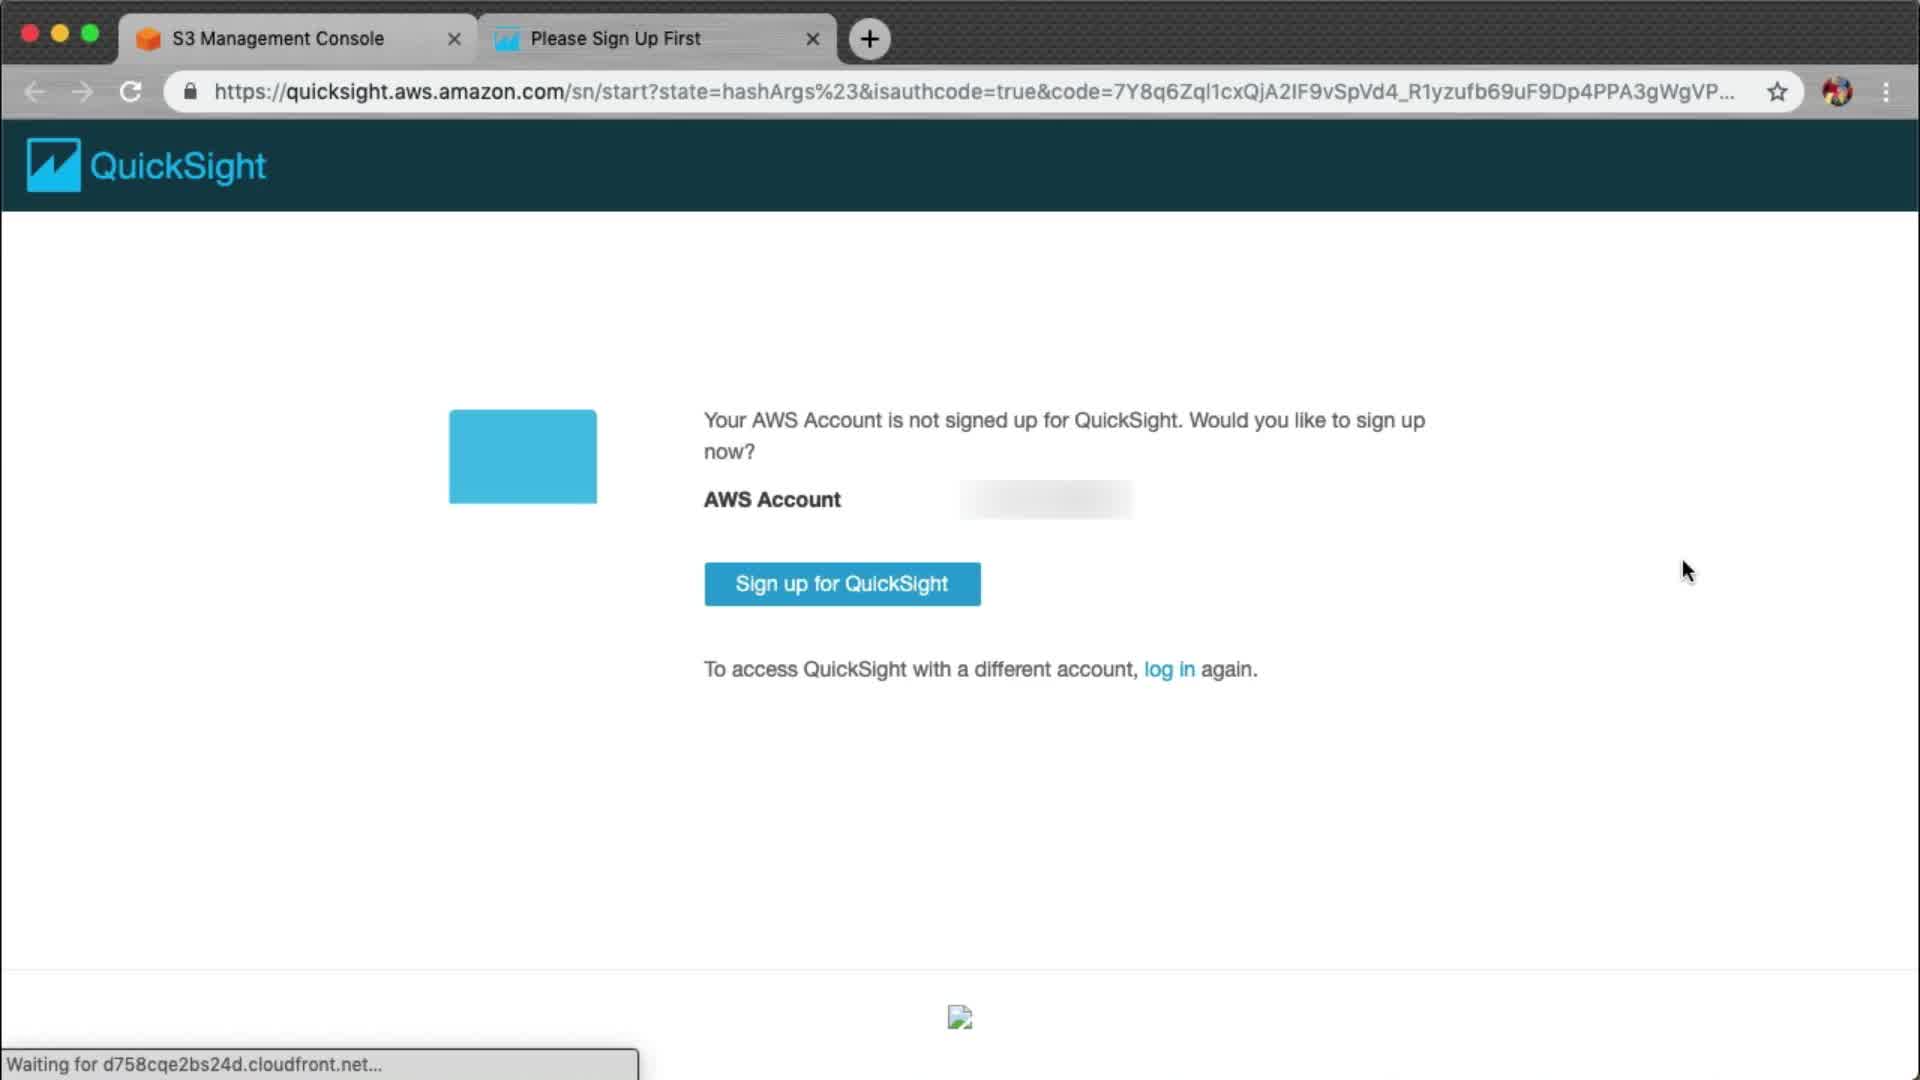 S3 Management Console
Please Sign Up First
https://quicksight.aws.amazon.com/sn/start?state=hashArgs%23&isauthcode=true&code=7Y8q6Zql1cxQjA2IF9vSpVd4_R1yzufb69uF9Dp4PPA3gWgVP...
QuickSight
Your AWS Account is not signed up for QuickSight. Would you like to sign up
now?
AWS Account
Sign up for QuickSight
To access QuickSight with a different account, log in again.
Waiting for d758cqe2bs24d.cloudfront.net...